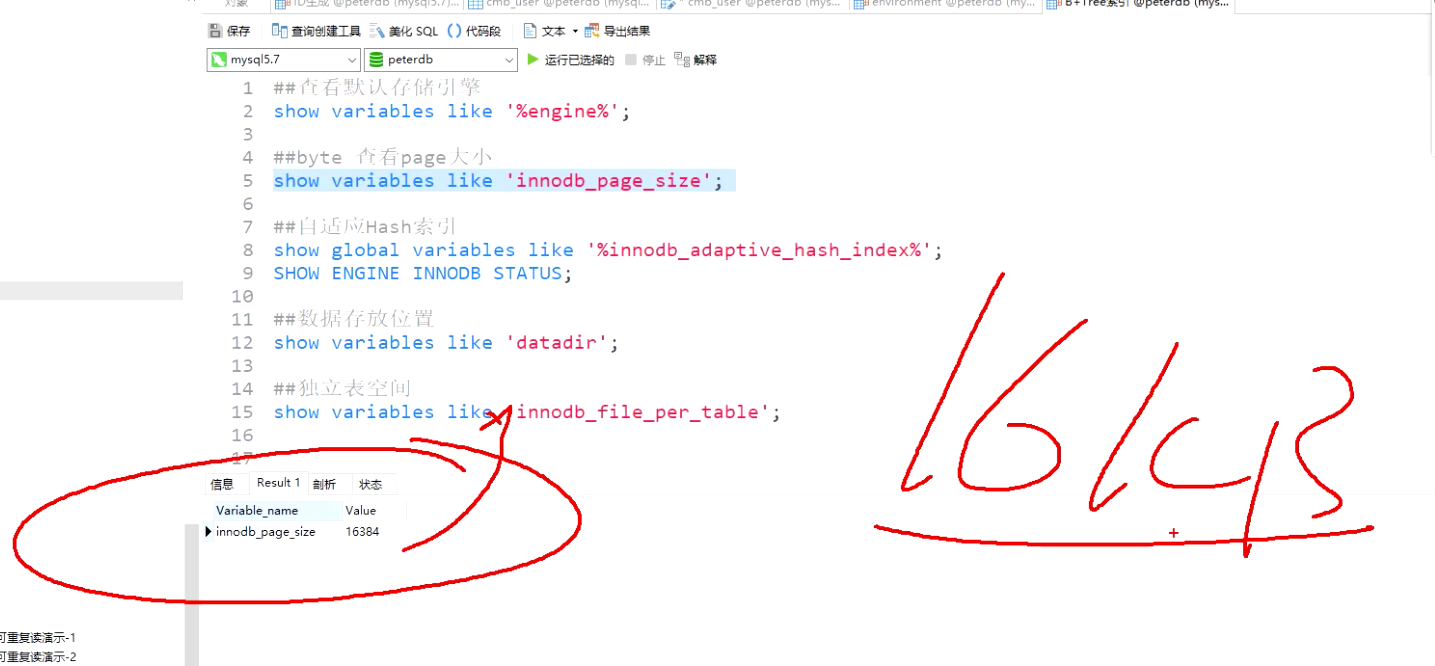 对象
ID生成 @peterdb (mysql5.7)...
cmb_user @peterdb (mysql...
* cmb_user @peterdb (my...
environment @peterdb (my...
B+Tree索引 @peterdb (mys...
保存 查询创建工具 美化 SQL () 代码段 文本 导出结果
mysql5.7 peterdb 运行已选择的 停止 解释
1 ##查看默认存储引擎
2 show variables like '%engine%';
3
4 ##byte 查看page大小
5 show variables like 'innodb_page_size';
6
7 ##自适应Hash索引
8 show global variables like '%innodb_adaptive_hash_index%';
9 SHOW ENGINE INNODB STATUS;
10
11 ##数据存放位置
12 show variables like 'datadir';
13
14 ##独立表空间
15 show variables like 'innodb_file_per_table';
16
17
信息 Result 1 剖析 状态
Variable_name Value
innodb_page_size 16384
可重复读演示-1
可重复读演示-2